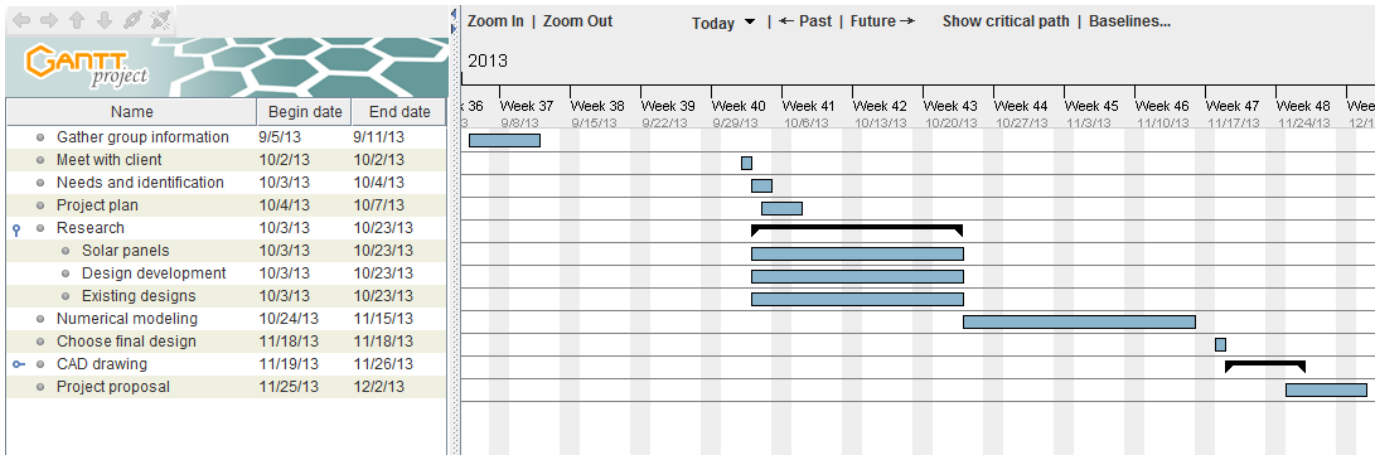 Zoom In | Zoom Out Today | ← Past | Future → Show critical path | Baselines...
GANTT project
2013
Name Begin date End date
36 Week 37 Week 38 Week 39 Week 40 Week 41 Week 42 Week 43 Week 44 Week 45 Week 46 Week 47 Week 48 Wee
3 9/8/13 9/15/13 9/22/13 9/29/13 10/6/13 10/13/13 10/20/13 10/27/13 11/3/13 11/10/13 11/17/13 11/24/13 12/1
Gather group information 9/5/13 9/11/13
Meet with client 10/2/13 10/2/13
Needs and identification 10/3/13 10/4/13
Project plan 10/4/13 10/7/13
Research 10/3/13 10/23/13
Solar panels 10/3/13 10/23/13
Design development 10/3/13 10/23/13
Existing designs 10/3/13 10/23/13
Numerical modeling 10/24/13 11/15/13
Choose final design 11/18/13 11/18/13
CAD drawing 11/19/13 11/26/13
Project proposal 11/25/13 12/2/13